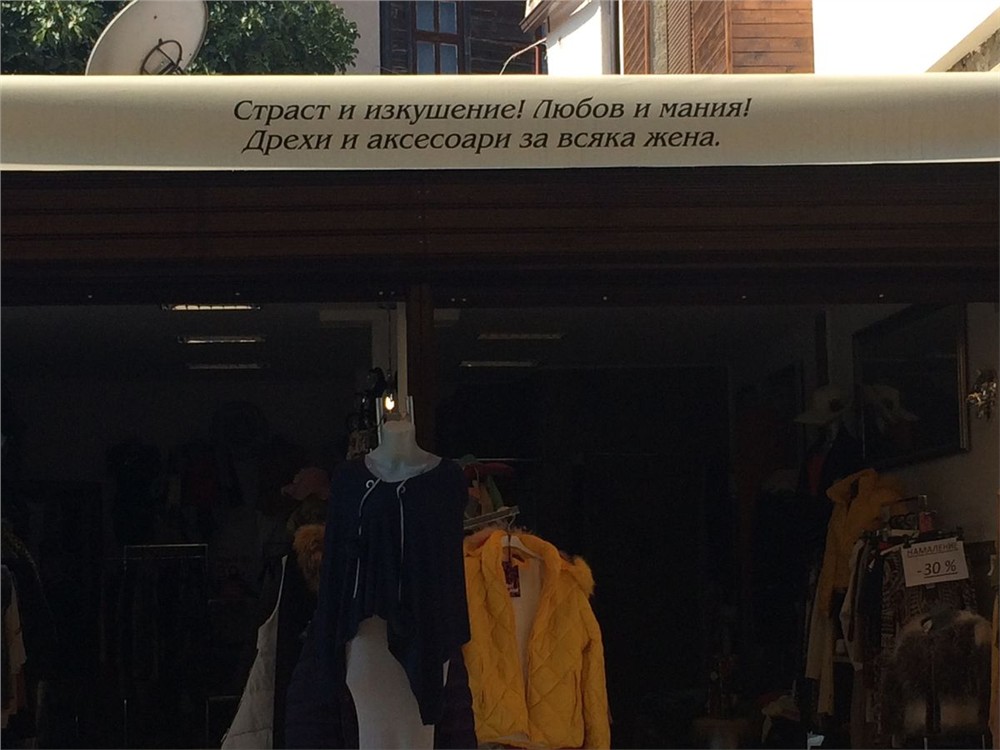 Страст и изкушение! Любов и мания!
Дрехи и аксесоари за всяка жена.
НАМАЛЕНИЕ
-30 %